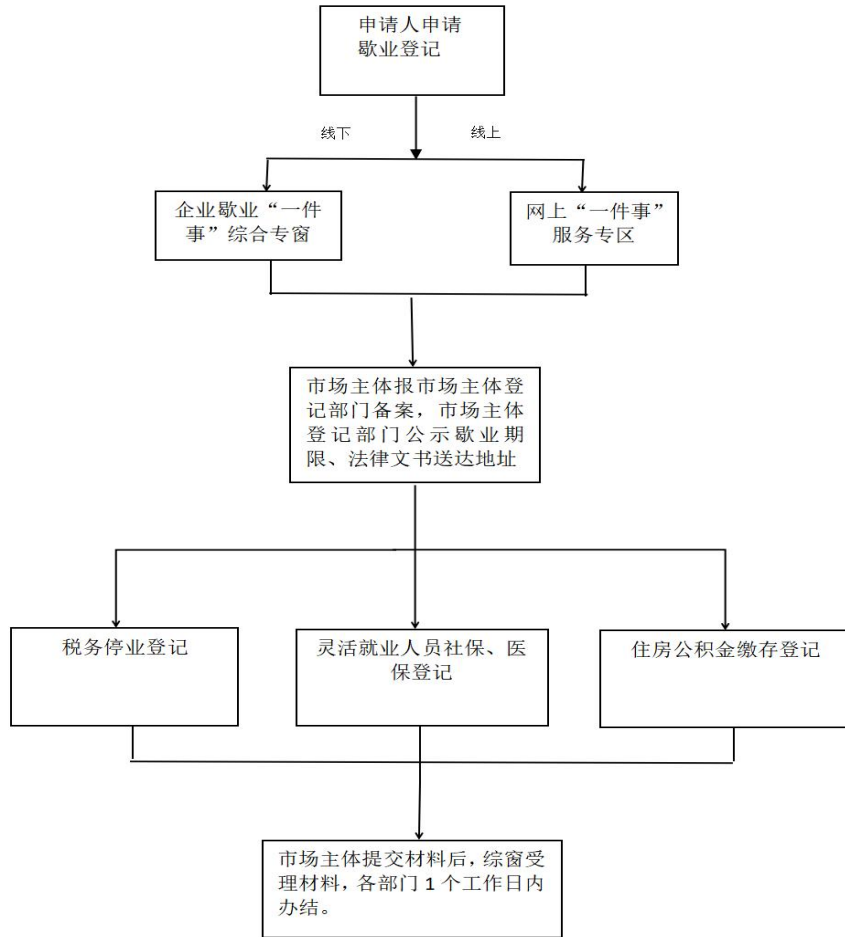 申请人申请
歇业登记
线下
线上
企业歇业“一件
事”综合专窗
网上“一件事”
服务专区
市场主体报市场主体登
记部门备案，市场主体
登记部门公示歇业期
限、法律文书送达地址
税务停业登记
灵活就业人员社保、医
保登记
住房公积金缴存登记
市场主体提交材料后，综窗受
理材料，各部门 1 个工作日内
办结。